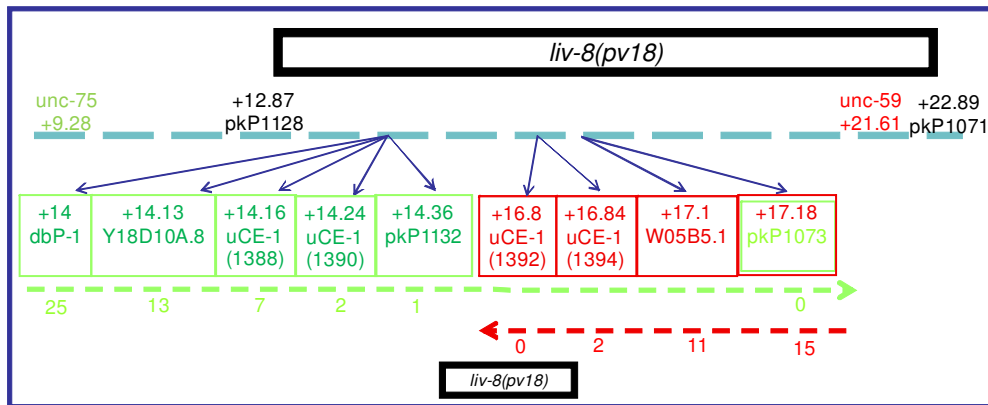 liv-8(pv18)
unc-75
+9.28
+12.87
pkP1128
unc-59
+21.61
+22.89
pkP1071
+14
dbP-1
+14.13
Y18D10A.8
+14.16
uCE-1
(1388)
+14.24
uCE-1
(1390)
+14.36
pkP1132
+16.8
uCE-1
(1392)
+16.84
uCE-1
(1394)
+17.1
W05B5.1
+17.18
pkP1073
25 13 7 2 1 0
0 2 11 15
liv-8(pv18)